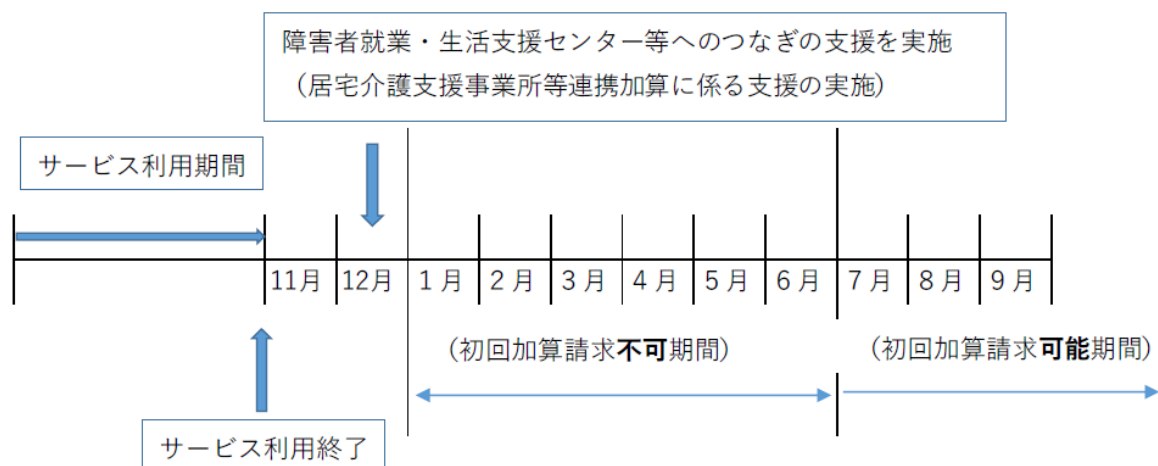 障害者就業・生活支援センター等へのつなぎの支援を実施
（居宅介護支援事業所等連携加算に係る支援の実施)
サービス利用期間
11月 12月 1月 2月 3月 4月 5月 6月 7月 8月 9月
(初回加算請求不可期間) (初回加算請求可能期間)
サービス利用終了